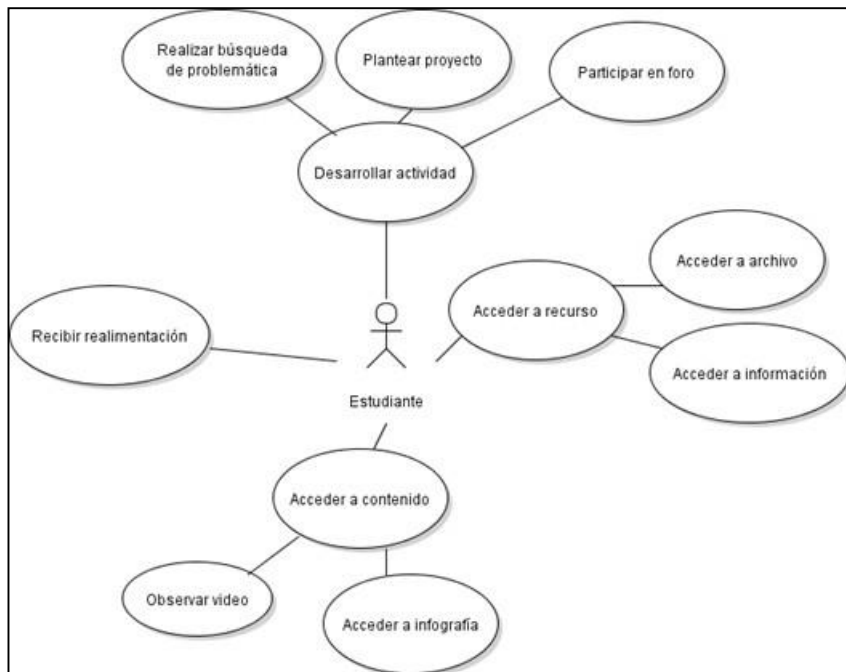 Realizar búsqueda
de problemática
Plantear proyecto
Participar en foro
Desarrollar actividad
Acceder a archivo
Acceder a recurso
Recibir realimentación
Acceder a información
Estudiante
Acceder a contenido
Observar video
Acceder a infografía